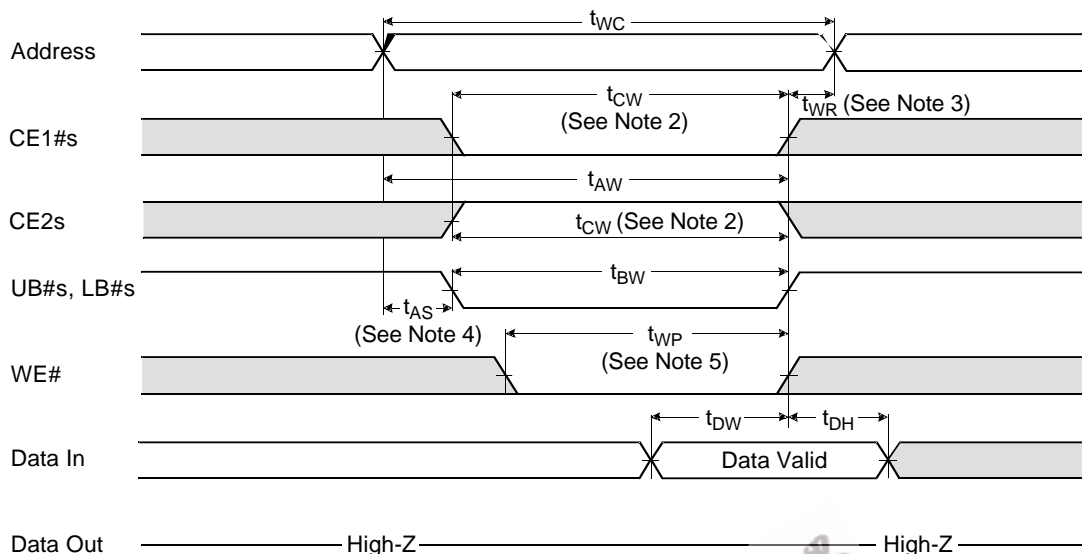 tWC
Address
tCW
(See Note 2)
tWR (See Note 3)
CE1#s
tAW
CE2s
tCW (See Note 2)
UB#s, LB#s
tBW
tAS
(See Note 4)
tWP
(See Note 5)
WE#
tDW
tDH
Data In
Data Valid
Data Out
High-Z
High-Z